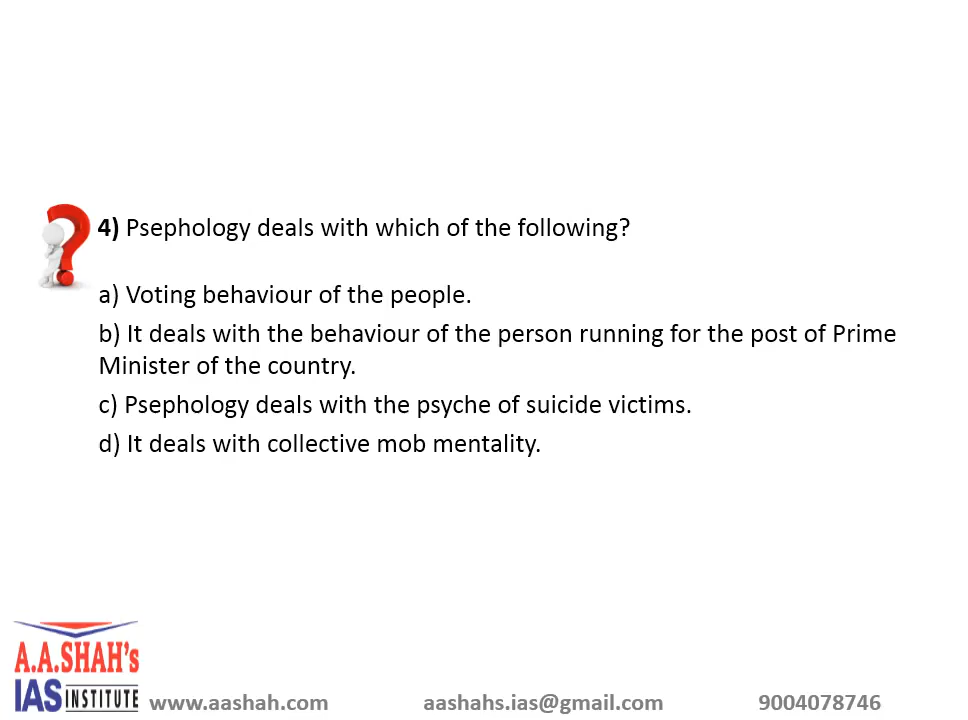 4) Psephology deals with which of the following?
a) Voting behaviour of the people.
b) It deals with the behaviour of the person running for the post of Prime
Minister of the country.
c) Psephology deals with the psyche of suicide victims.
d) It deals with collective mob mentality.
A.A.SHAH's
IAS INSTITUTE
www.aashah.com aashahs.ias@gmail.com 9004078746